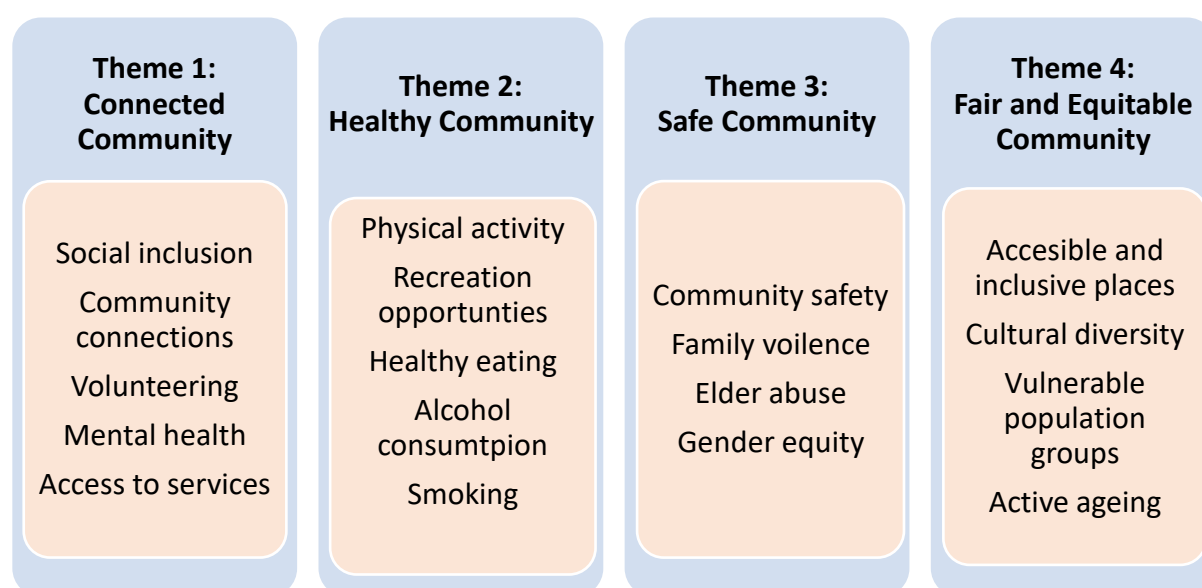 Theme 1:
Connected
Community
Social inclusion
Community
connections
Volunteering
Mental health
Access to services
Theme 2:
Healthy Community
Physical activity
Recreation
opportunties
Healthy eating
Alcohol
consumtpion
Smoking
Theme 3:
Safe Community
Community safety
Family voilence
Elder abuse
Gender equity
Theme 4:
Fair and Equitable
Community
Accesible and
inclusive places
Cultural diversity
Vulnerable
population
groups
Active ageing